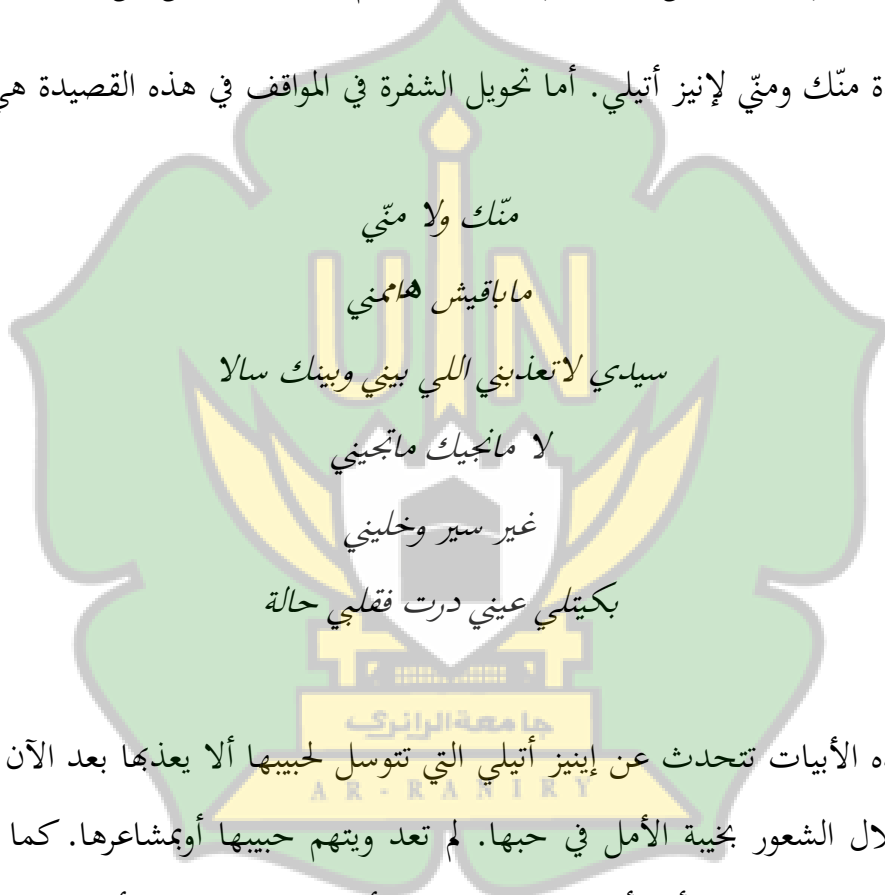 ة منّك ومنّي لإنيز أتيلي. أما تحويل الشفرة في المواقف في هذه القصيدة هي
منّك ولا منّي
ماباقيش هاممني
سيدي لاتعذبني اللي بيني وبينك سالا
لا مانجيك ماتجيني
غير سير وخليني
بكيتلي عيني درت فقلبي حالة
UIN
جامعة الرانري
AR-RANIRY
ه الأبيات تتحدث عن إينيز أتيلي التي تتوسل لحبيبها ألا يعذبها بعد الآن
لال الشعور بخيبة الأمل في حبها. لم تعد ويتهم حبيبها أوبمشاعرها. كما